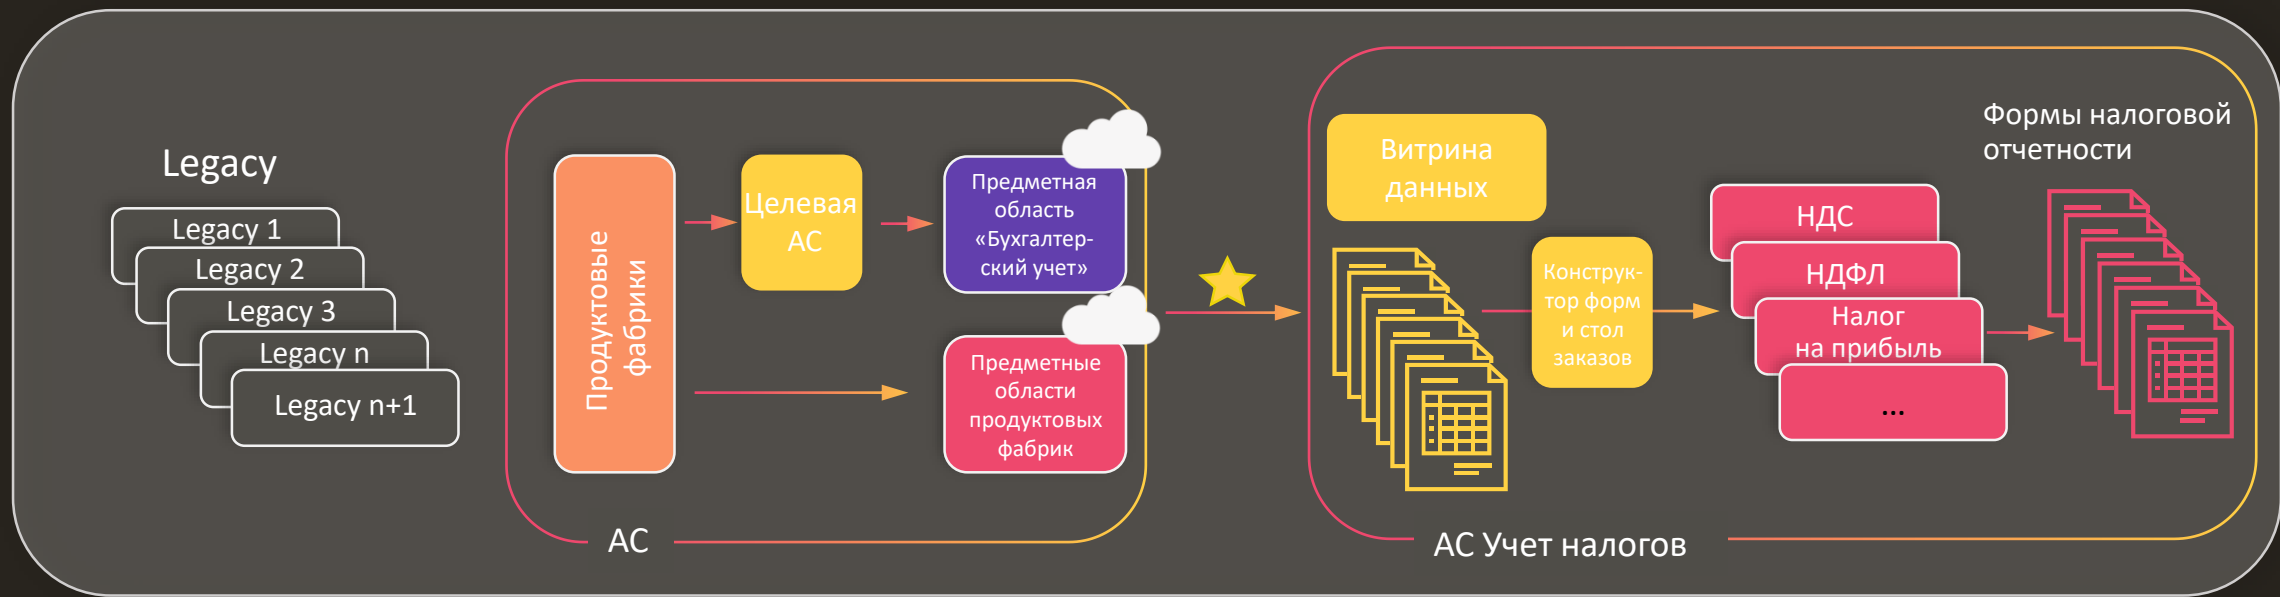 Legacy
Legacy 1
Legacy 2
Legacy 3
Legacy n
Legacy n+1
Продуктовые
фабрики
Целевая
АС
Предметная
область
«Бухгалтер-
ский учет»
Предметные
области
продуктовых
фабрик
АС
Витрина
данных
Конструк-
тор форм
и стол
заказов
НДС
НДФЛ
Налог
на прибыль
...
Формы налоговой
отчетности
АС Учет налогов